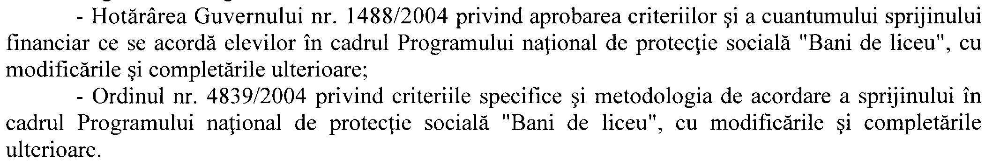 - Hotărârea Guvernului nr. 1488/2004 privind aprobarea criteriilor şi a cuantumului sprijinului
financiar ce se acordă elevilor în cadrul Programului naţional de protecţie socială "Bani de liceu", cu
modificările şi completările ulterioare;
- Ordinul nr. 4839/2004 privind criteriile specifice şi metodologia de acordare a sprijinului în
cadrul Programului naţional de protecţie socială "Bani de liceu", cu modificările şi completările
ulterioare.